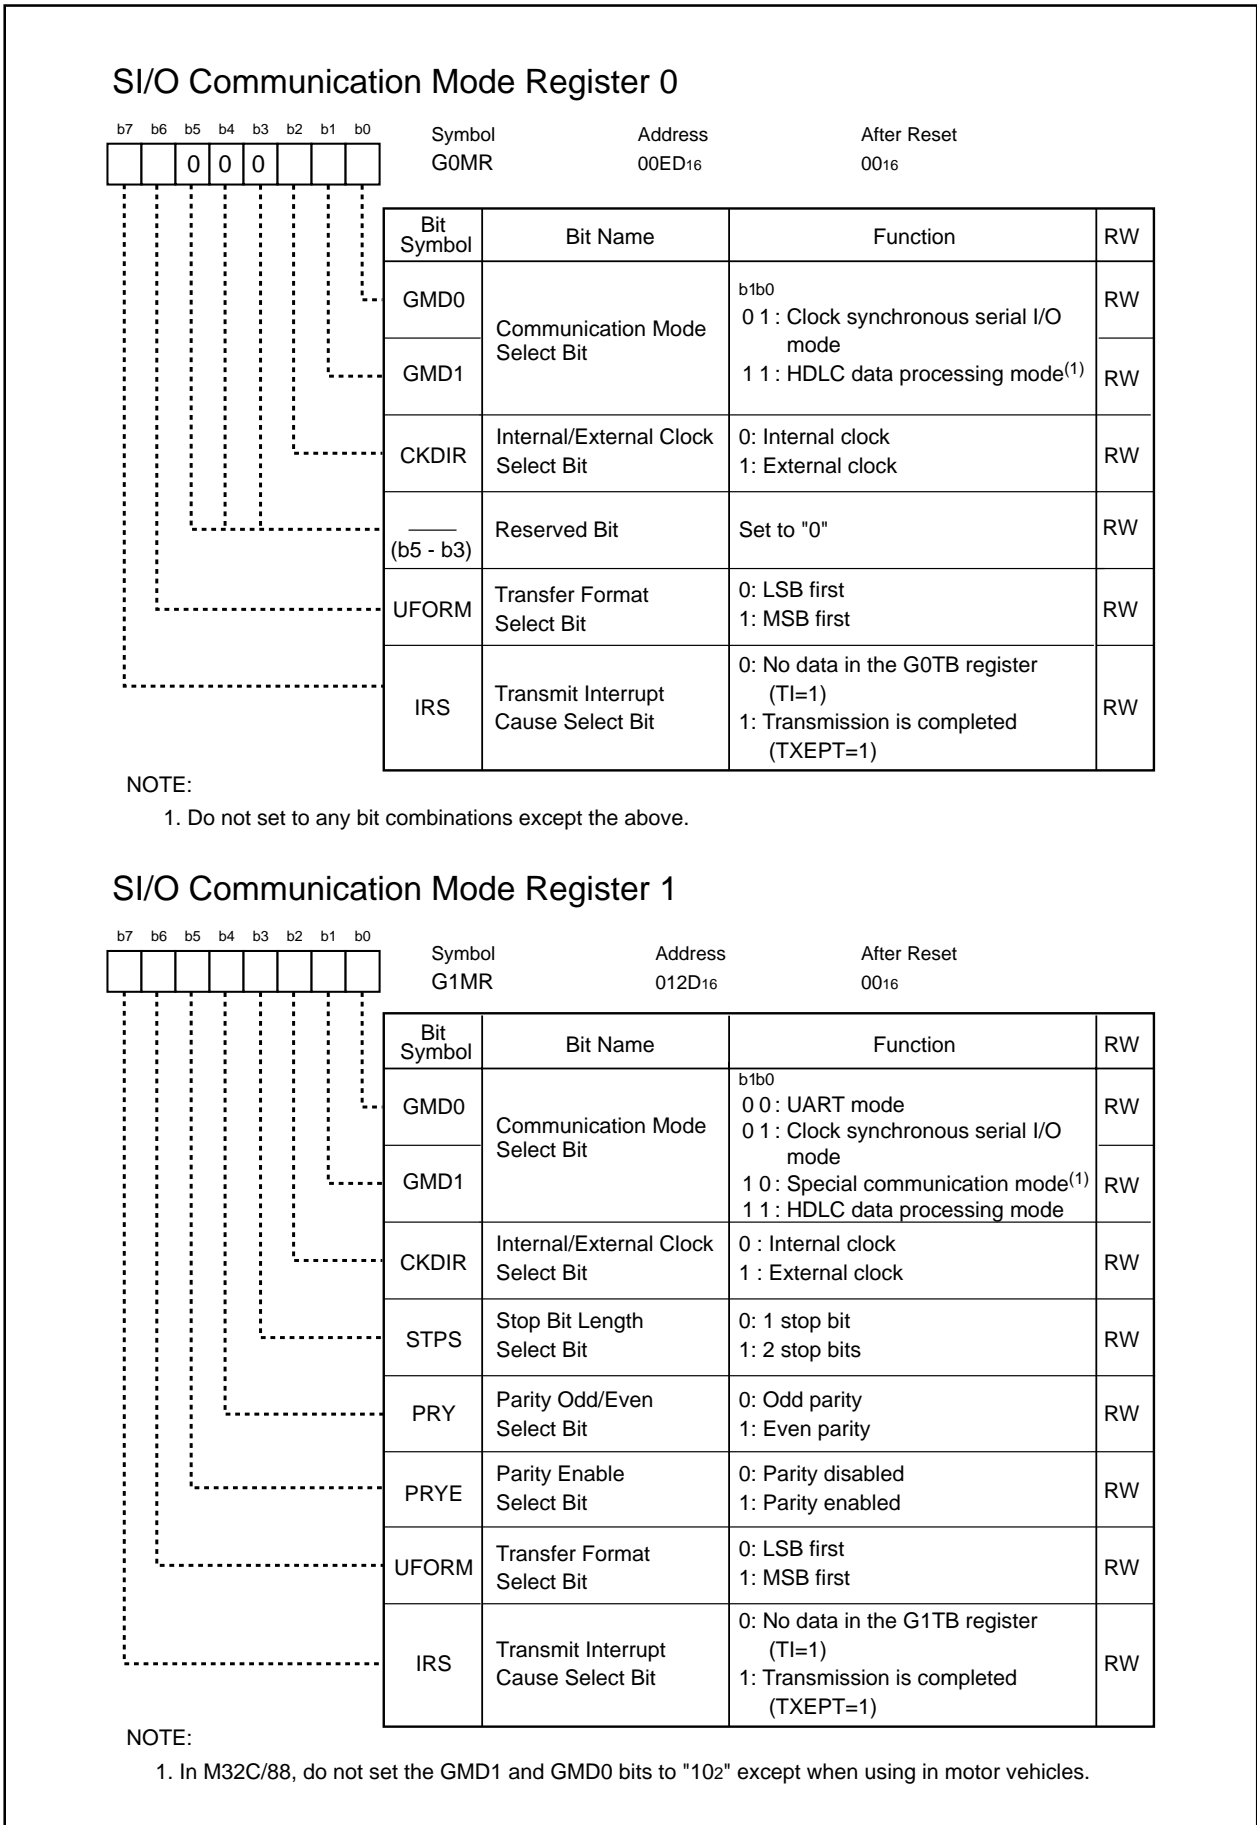 SI/O Communication Mode Register 0
b7 b6 b5 b4 b3 b2 b1 b0
Symbol Address After Reset
0 0 0
G0MR 00ED16 0016
Bit Symbol Bit Name Function RW
GMD0
GMD1
Communication Mode
Select Bit
b1b0
0 1 : Clock synchronous serial I/O
mode
1 1 : HDLC data processing mode(1)
RW
RW
CKDIR
Internal/External Clock
Select Bit
0: Internal clock
1: External clock
RW
(b5 - b3)
Reserved Bit
Set to "0"
RW
UFORM
Transfer Format
Select Bit
0: LSB first
1: MSB first
RW
IRS
Transmit Interrupt
Cause Select Bit
0: No data in the G0TB register
(TI=1)
1: Transmission is completed
(TXEPT=1)
RW
NOTE:
1. Do not set to any bit combinations except the above.
SI/O Communication Mode Register 1
b7 b6 b5 b4 b3 b2 b1 b0
Symbol Address After Reset
G1MR 012D16 0016
Bit Symbol Bit Name Function RW
GMD0
GMD1
Communication Mode
Select Bit
b1b0
0 0 : UART mode
0 1 : Clock synchronous serial I/O
mode
1 0 : Special communication mode(1)
1 1 : HDLC data processing mode
RW
RW
CKDIR
Internal/External Clock
Select Bit
0 : Internal clock
1 : External clock
RW
STPS
Stop Bit Length
Select Bit
0: 1 stop bit
1: 2 stop bits
RW
PRY
Parity Odd/Even
Select Bit
0: Odd parity
1: Even parity
RW
PRYE
Parity Enable
Select Bit
0: Parity disabled
1: Parity enabled
RW
UFORM
Transfer Format
Select Bit
0: LSB first
1: MSB first
RW
IRS
Transmit Interrupt
Cause Select Bit
0: No data in the G1TB register
(TI=1)
1: Transmission is completed
(TXEPT=1)
RW
NOTE:
1. In M32C/88, do not set the GMD1 and GMD0 bits to "102" except when using in motor vehicles.